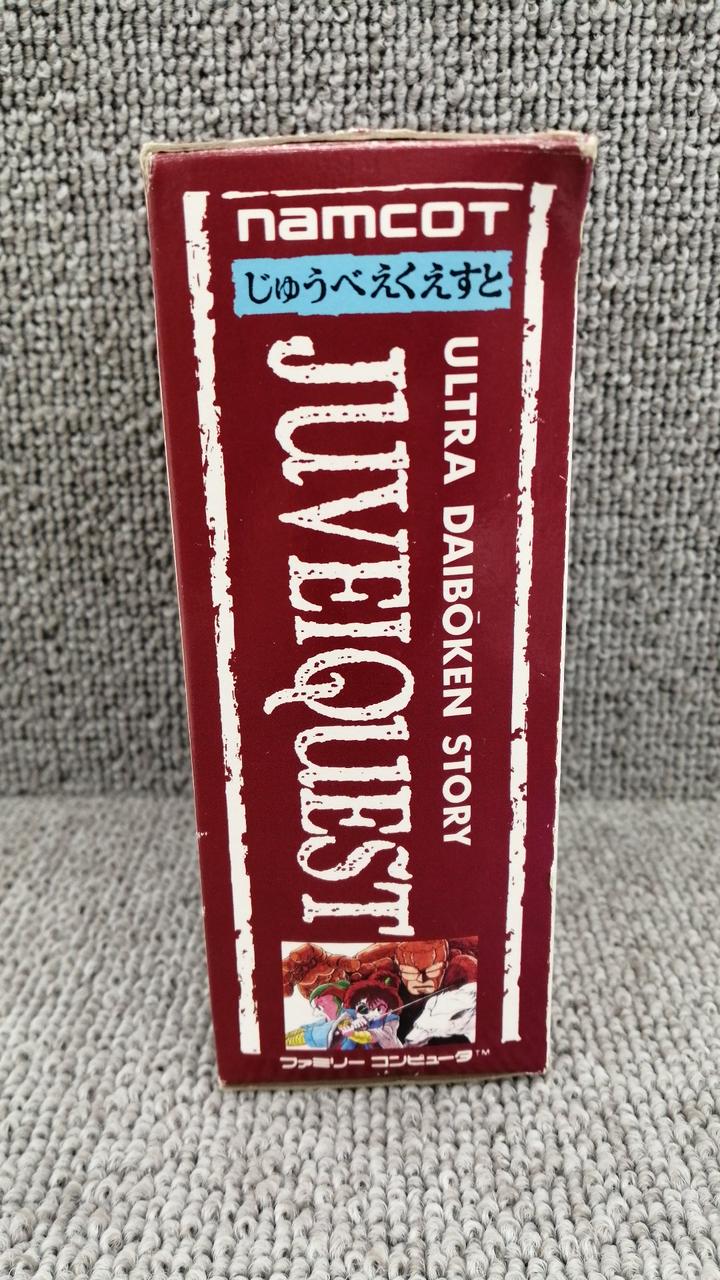 namcoT
じゅうべえくえすと
ULTRA DAIBŌKEN STORY
JUVEIQUEST
ファミリー コンピュータ™